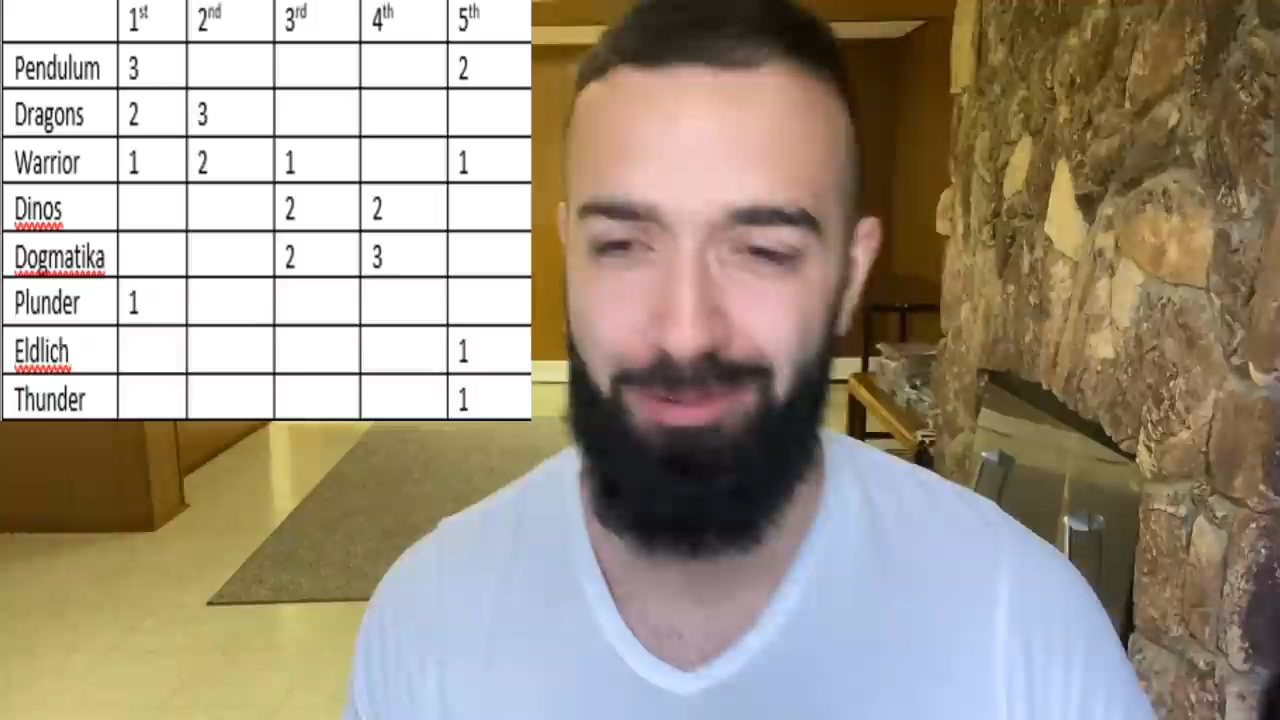 1st 2nd 3rd 4th 5th
Pendulum 3 2
Dragons 2 3
Warrior 1 2 1 1
Dinos 2 2
Dogmatika 2 3
Plunder 1
Eldlich 1
Thunder 1